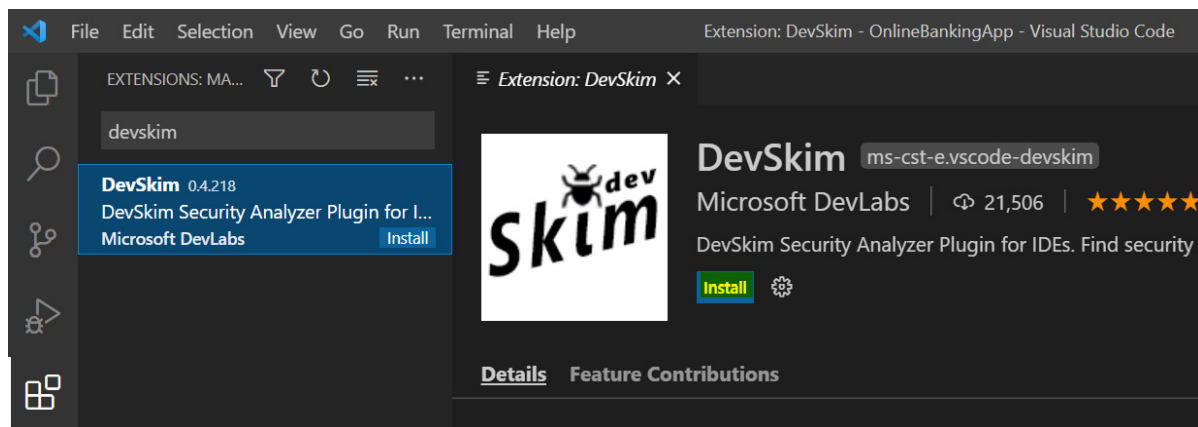 File Edit Selection View Go Run Terminal Help
Extension: DevSkim - OnlineBankingApp - Visual Studio Code
EXTENSIONS: MA...
devskim
DevSkim 0.4.218
DevSkim Security Analyzer Plugin for I...
Microsoft DevLabs Install
Extension: DevSkim
dev
Skim
DevSkim ms-cst-e.vscode-devskim
Microsoft DevLabs 21,506
DevSkim Security Analyzer Plugin for IDEs. Find security
Install
Details Feature Contributions